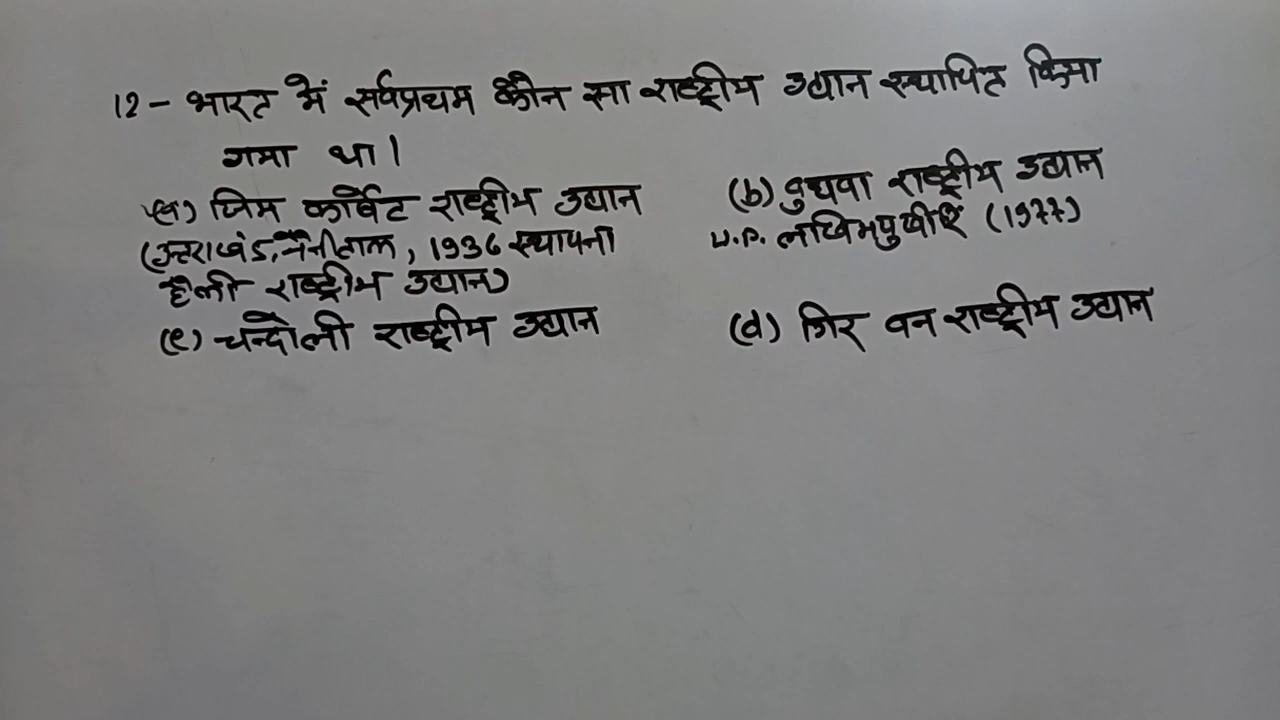 12- भारत में सर्वप्रथम कौन सा राष्ट्रीय उद्यान स्थापित किया
गया था।
(a) जिम कार्बेट राष्ट्रीय उद्यान
(उत्तराखंड, नैनीताल, 1936 स्थापना
हैली राष्ट्रीय उद्यान)
(b) दुधवा राष्ट्रीय उद्यान
U.P. लखिमपुखीरी (1977)
(c) चन्दोली राष्ट्रीय उद्यान
(d) गिर वन राष्ट्रीय उद्यान